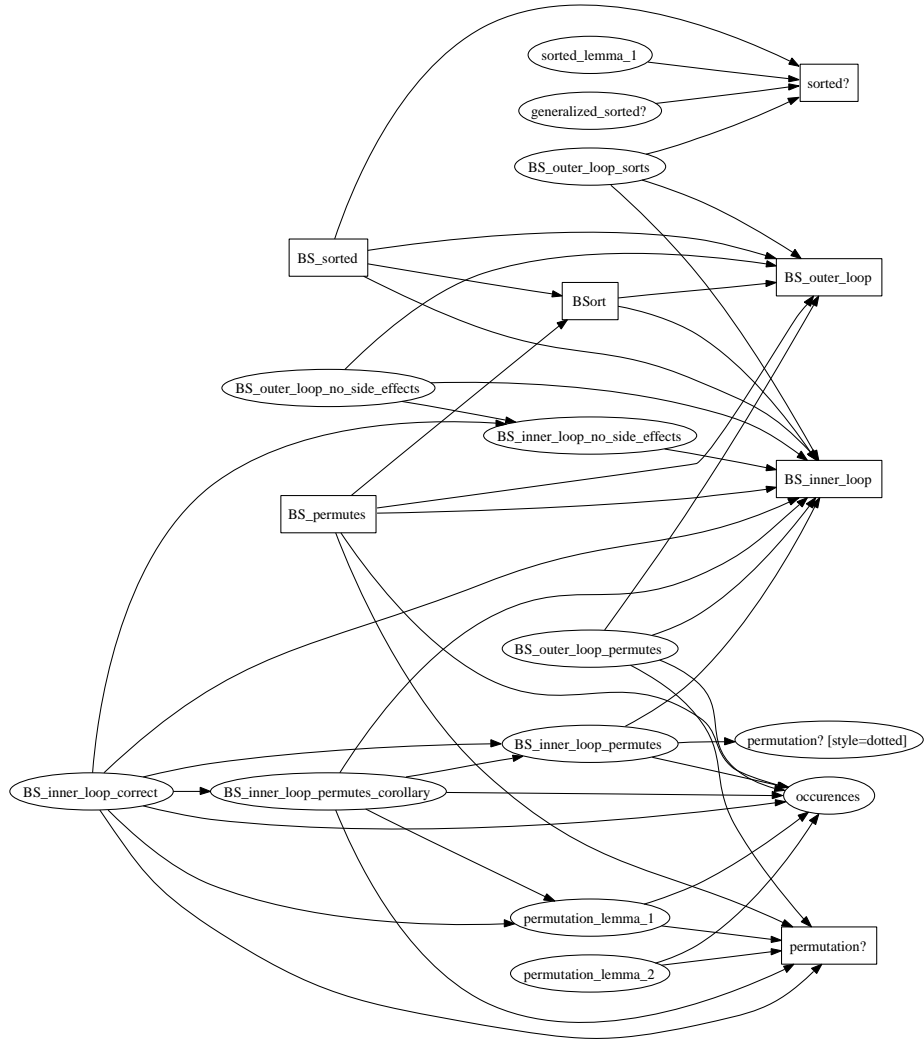 sorted_lemma_1
sorted?
generalized_sorted?
BS_outer_loop_sorts
BS_sorted
BS_outer_loop
BSort
BS_outer_loop_no_side_effects
BS_inner_loop_no_side_effects
BS_inner_loop
BS_permutes
BS_outer_loop_permutes
BS_inner_loop_permutes
permutation? [style=dotted]
BS_inner_loop_correct
BS_inner_loop_permutes_corollary
occurences
permutation_lemma_1
permutation?
permutation_lemma_2